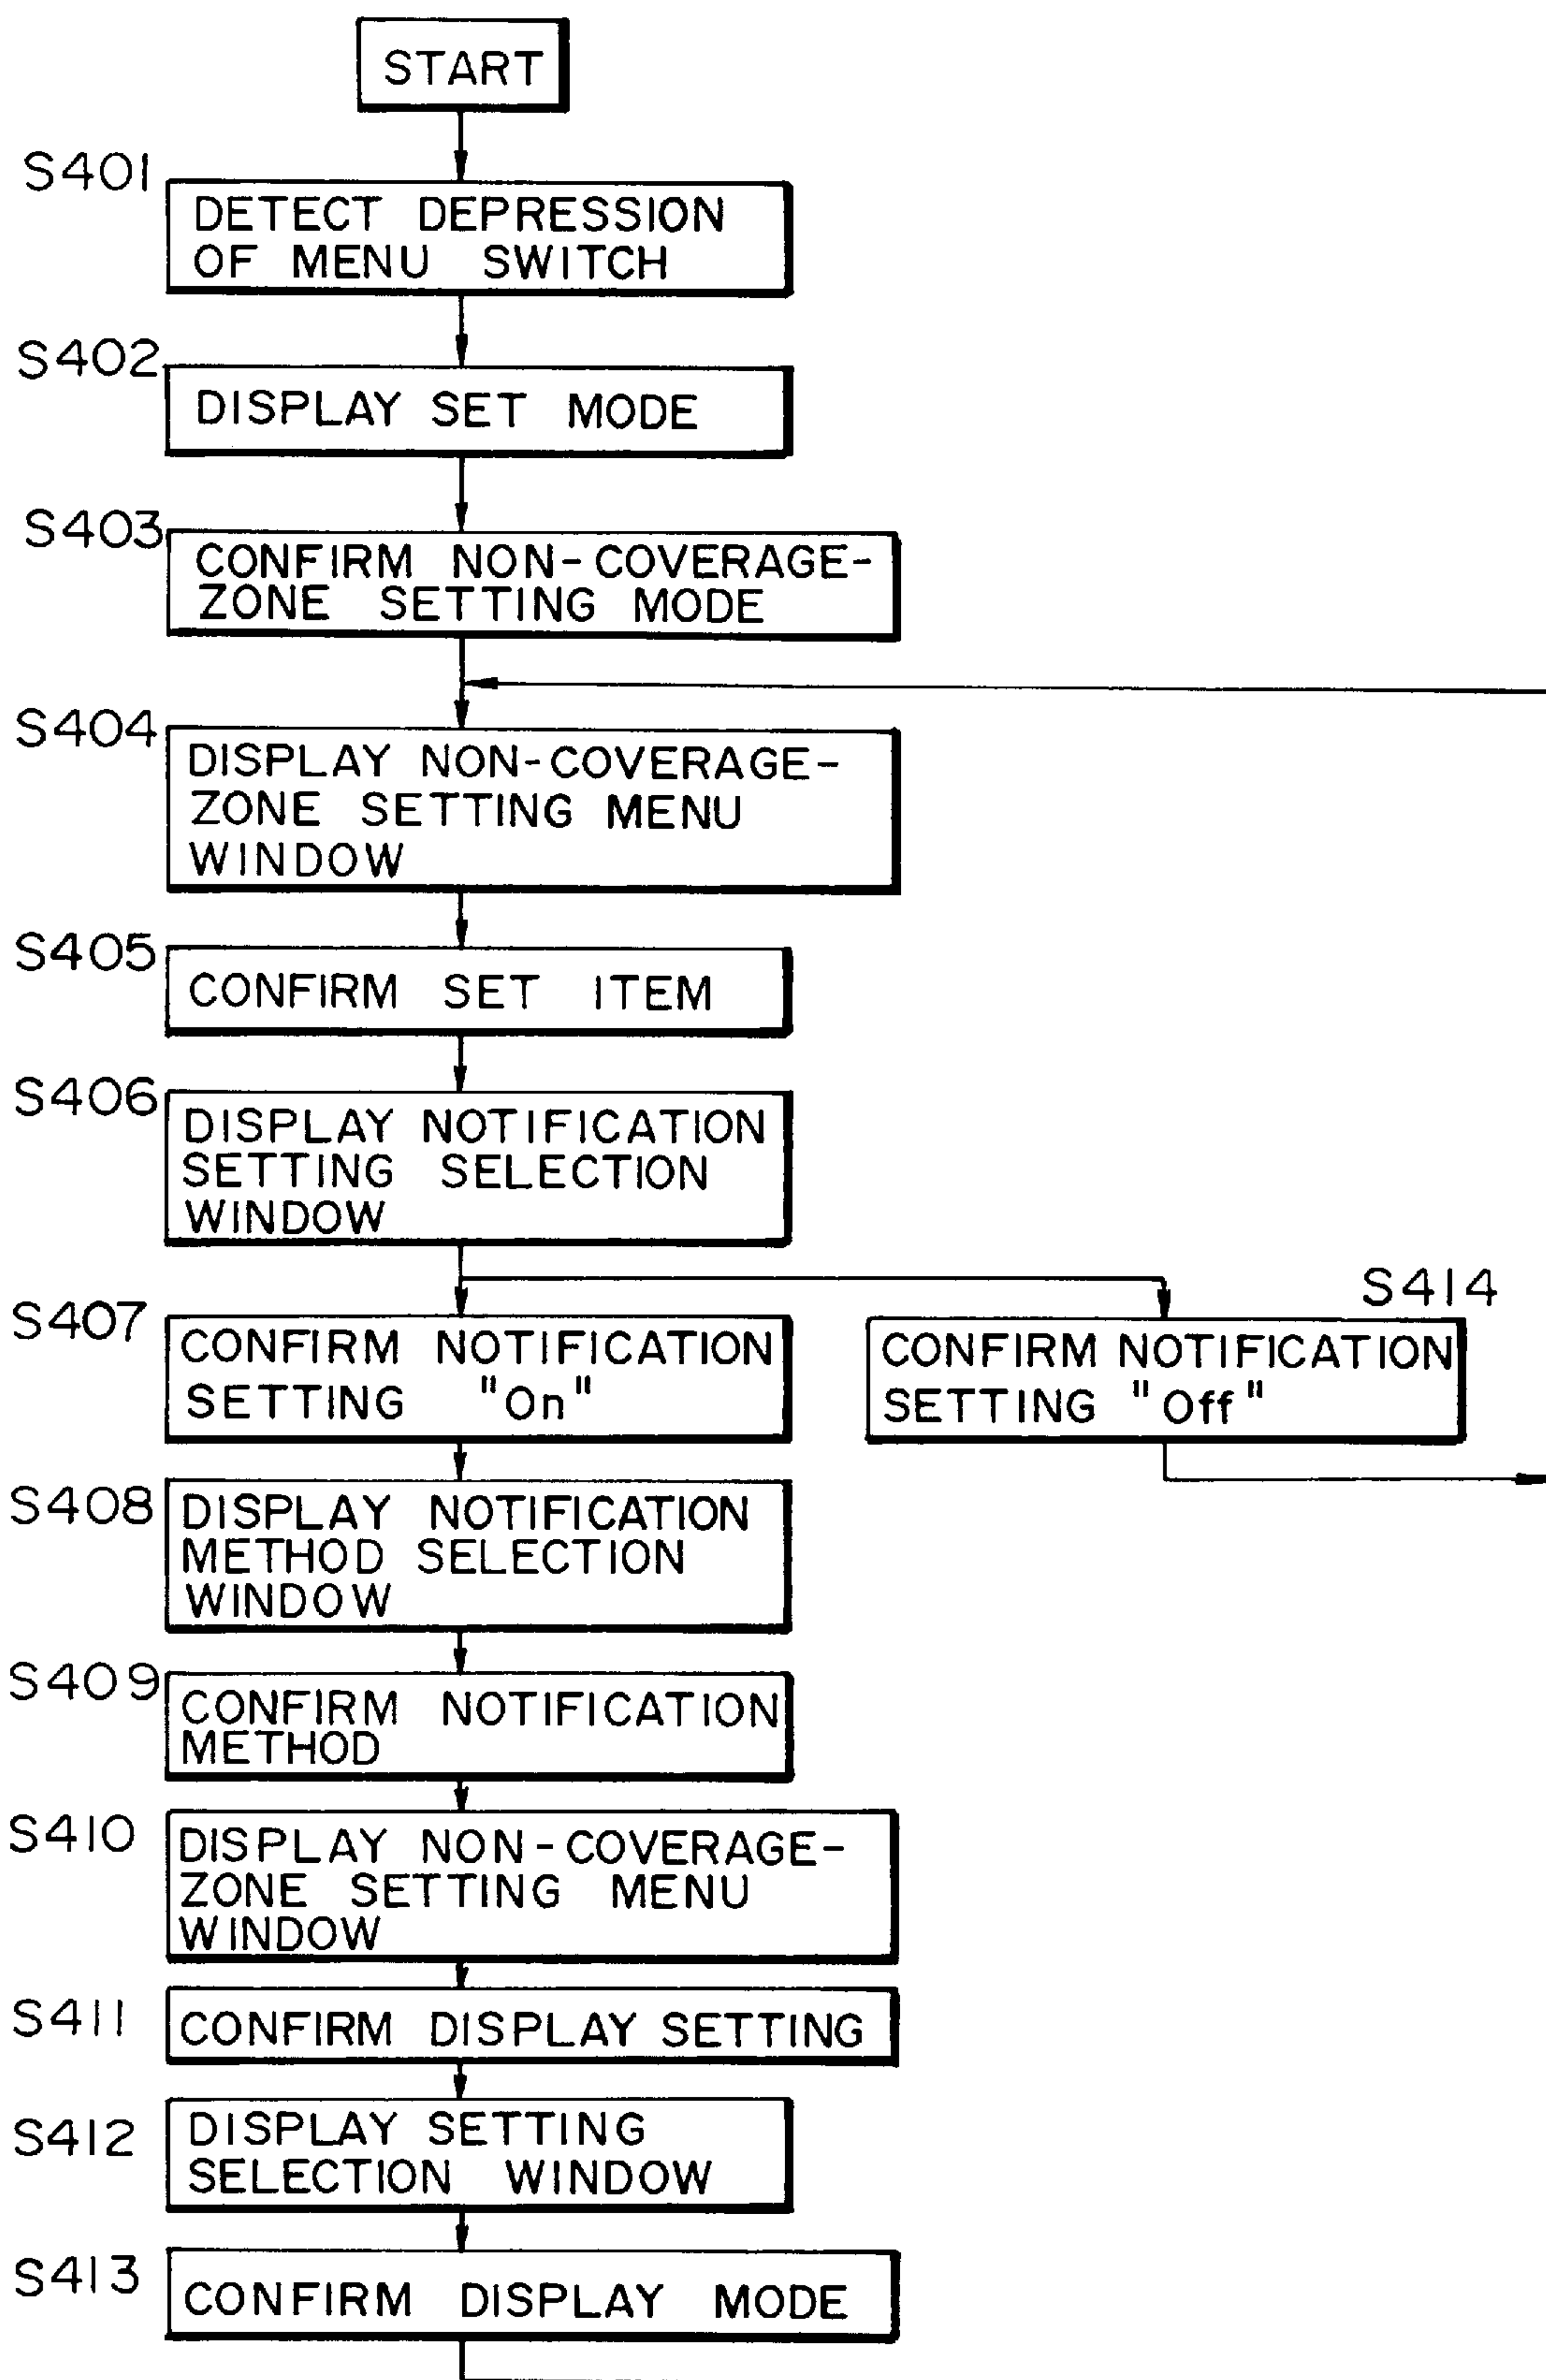 START
S401
DETECT DEPRESSION
OF MENU SWITCH
S402
DISPLAY SET MODE
S403
CONFIRM NON-COVERAGE-
ZONE SETTING MODE
S404
DISPLAY NON-COVERAGE-
ZONE SETTING MENU
WINDOW
S405
CONFIRM SET ITEM
S406
DISPLAY NOTIFICATION
SETTING SELECTION
WINDOW
S407
CONFIRM NOTIFICATION
SETTING "On"
S414
CONFIRM NOTIFICATION
SETTING "Off"
S408
DISPLAY NOTIFICATION
METHOD SELECTION
WINDOW
S409
CONFIRM NOTIFICATION
METHOD
S410
DISPLAY NON-COVERAGE-
ZONE SETTING MENU
WINDOW
S411
CONFIRM DISPLAY SETTING
S412
DISPLAY SETTING
SELECTION WINDOW
S413
CONFIRM DISPLAY MODE